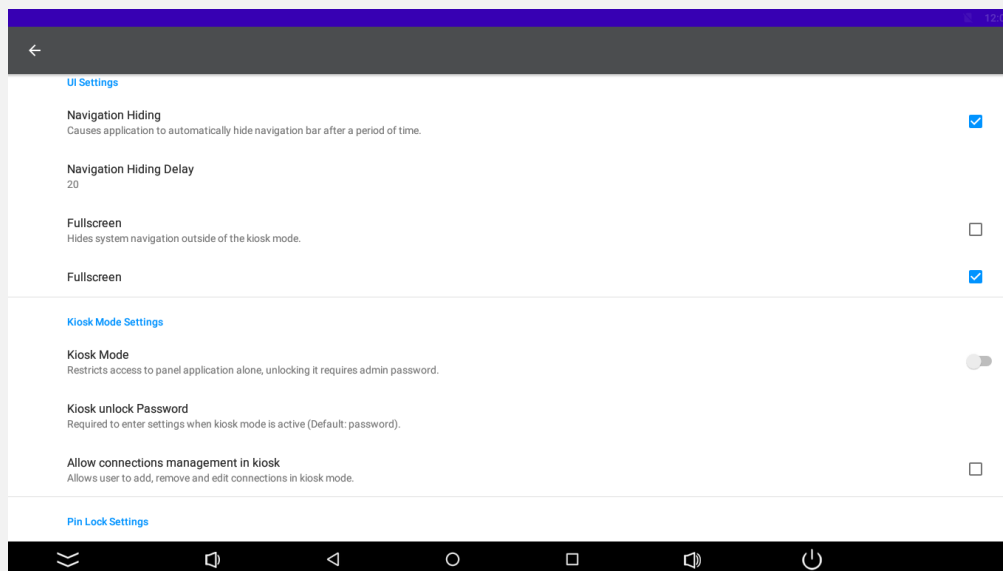 UI Settings
Navigation Hiding
Causes application to automatically hide navigation bar after a period of time.
Navigation Hiding Delay
20
Fullscreen
Hides system navigation outside of the kiosk mode.
Fullscreen
Kiosk Mode Settings
Kiosk Mode
Restricts access to panel application alone, unlocking it requires admin password.
Kiosk unlock Password
Required to enter settings when kiosk mode is active (Default: password).
Allow connections management in kiosk
Allows user to add, remove and edit connections in kiosk mode.
Pin Lock Settings